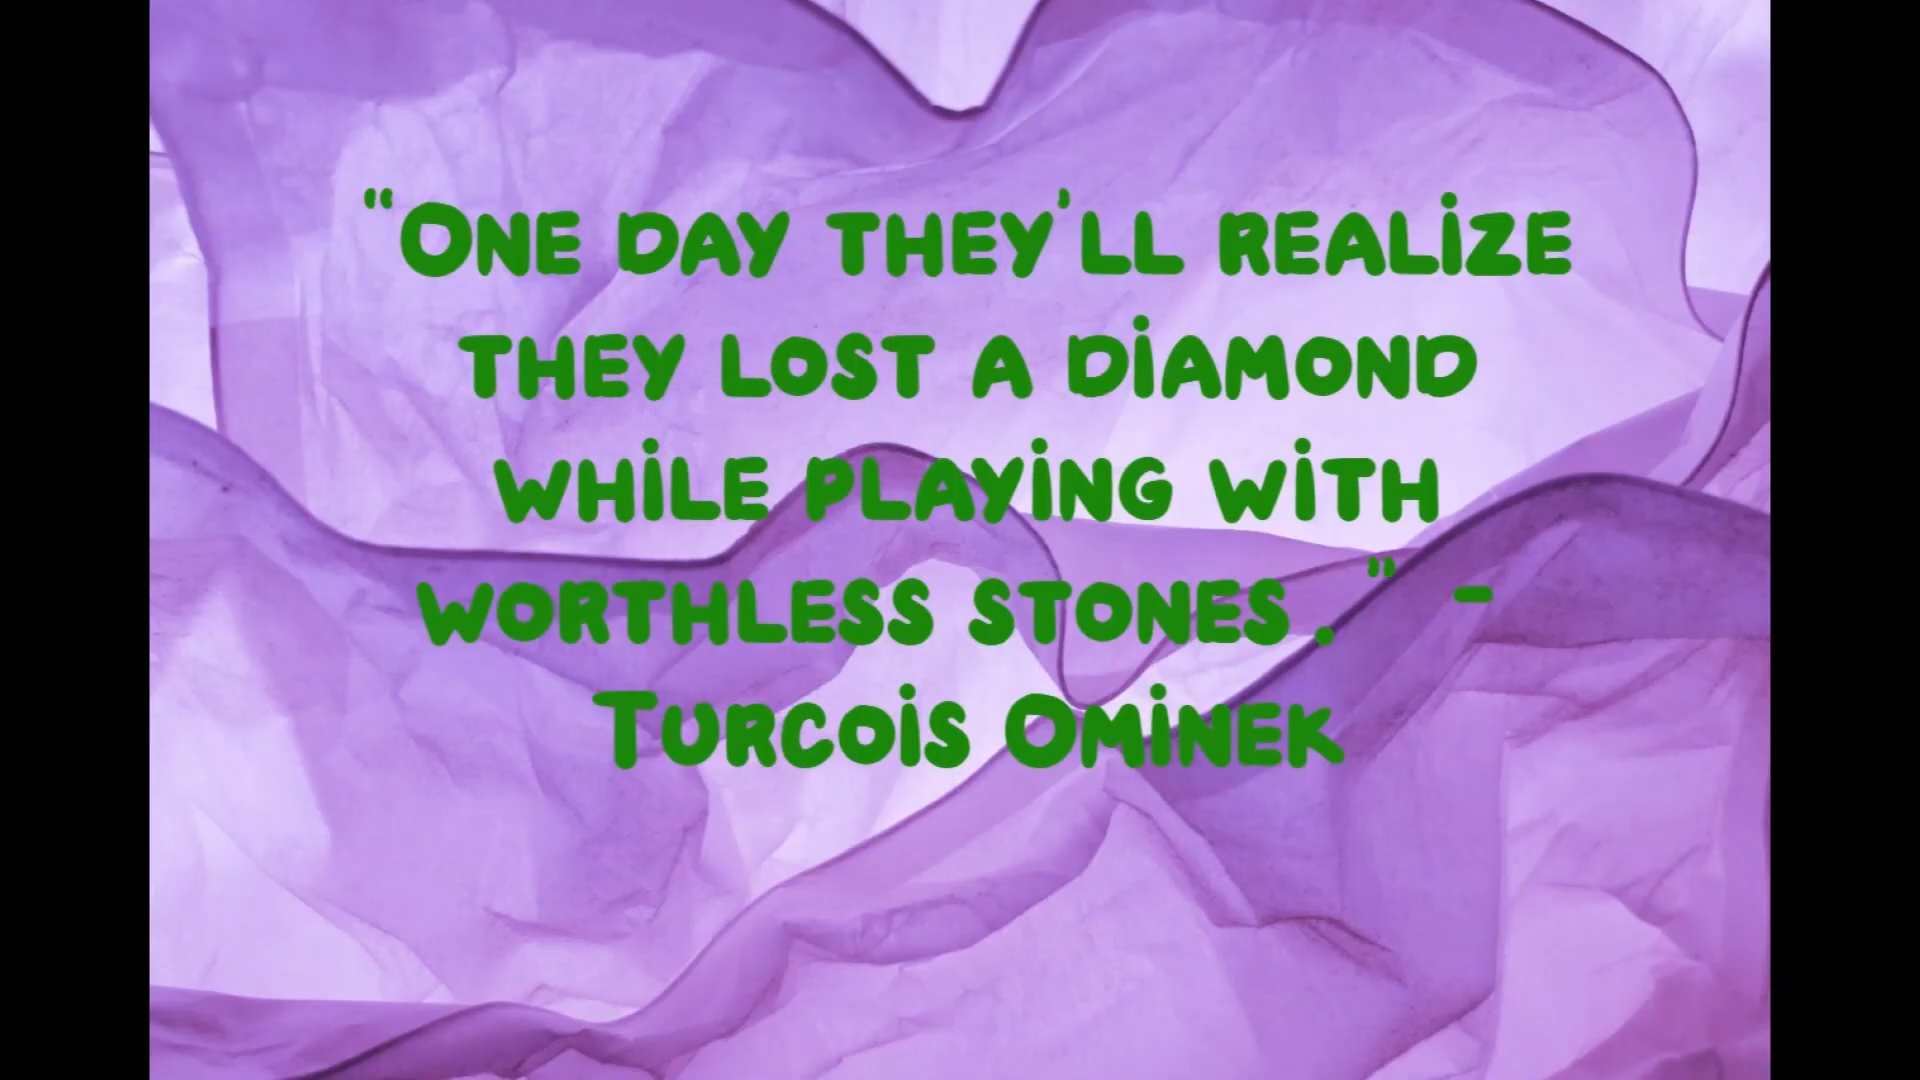 "One day they'll realize
they lost a diamond
while playing with
worthless stones." -
Turcois Ominek